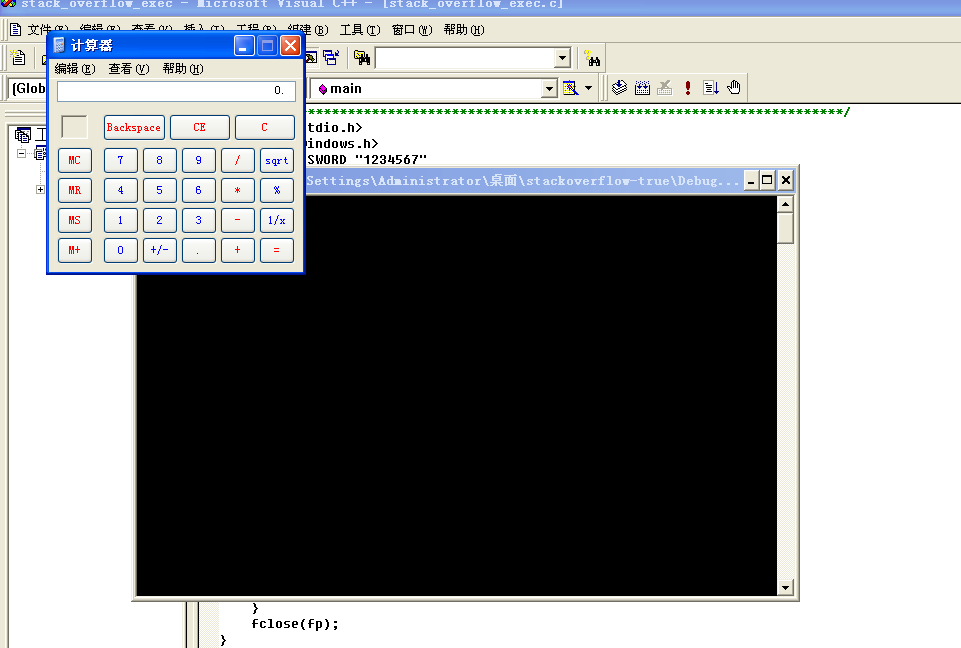 stack_overflow_exec - Microsoft Visual C++ - [stack_overflow_exec.c]
文件 编辑(E) 查看(V) 插入(I) 工程(P) 组建(B) 工具(T) 窗口(W) 帮助(H)
计算器
编辑(E) 查看(V) 帮助(H)
0.
[Glob
main
Backspace CE C
MC 7 8 9 / sqrt
MR 4 5 6 * %
MS 1 2 3 - 1/x
M+ 0 +/- . + =
********************************************************************/
tdio.h>
indows.h>
SWORD "1234567"
Settings\Administrator\桌面\stackoverflow-true\Debug...
}
fclose(fp);
}